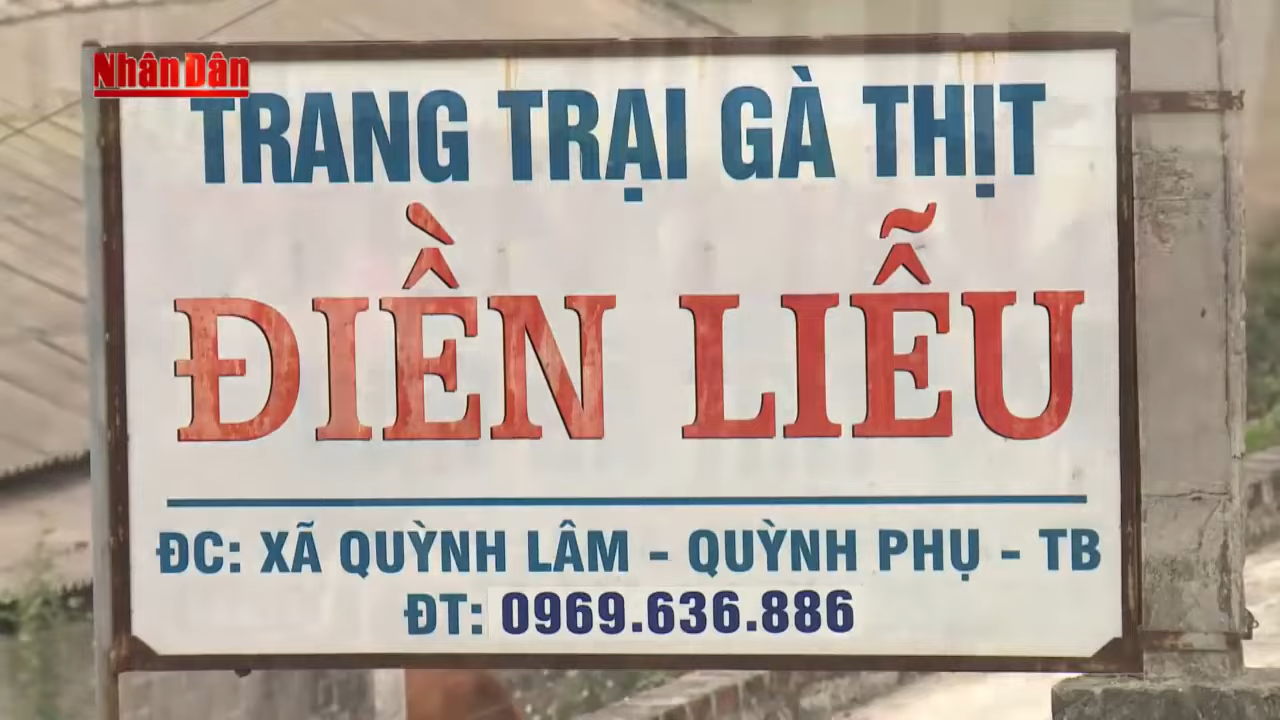 Nhân Dân
TRANG TRẠI GÀ THỊT
ĐIỀN LIỄU
ĐC: XÃ QUỲNH LÂM - QUỲNH PHỤ - TB
ĐT: 0969.636.886